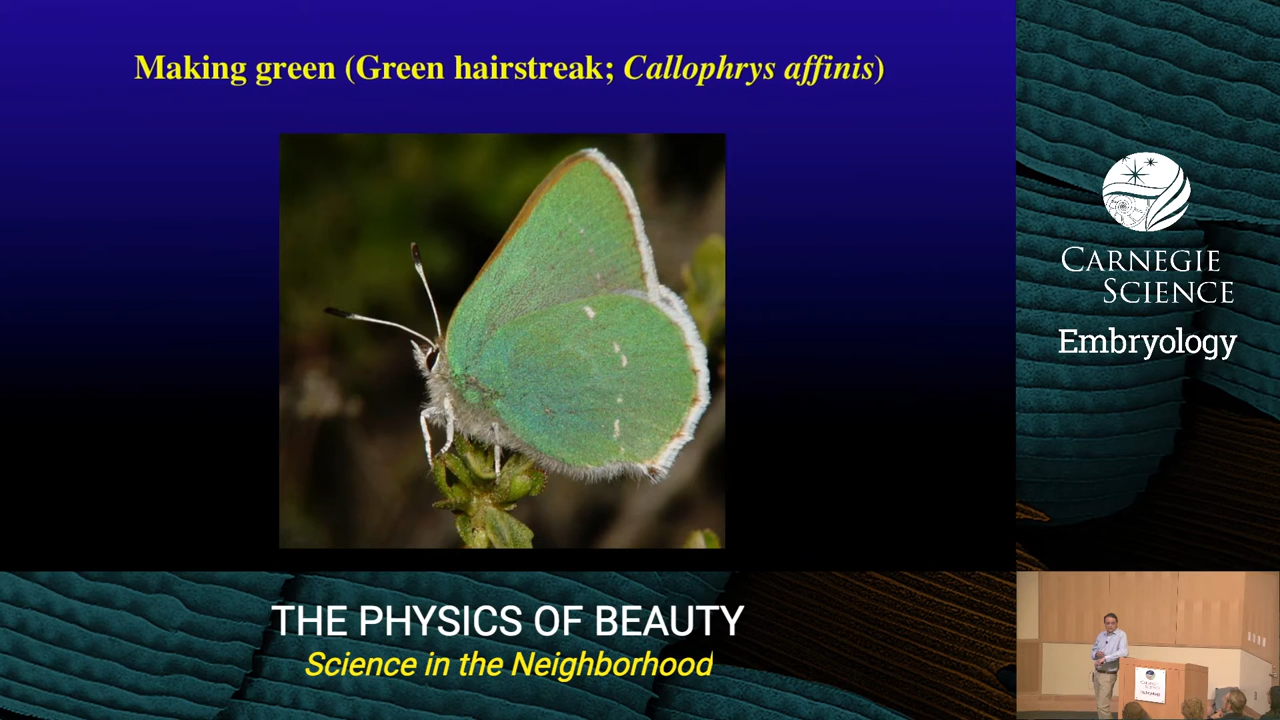 Making green (Green hairstreak; Callophrys affinis)
CARNEGIE
SCIENCE
Embryology
THE PHYSICS OF BEAUTY
Science in the Neighborhood